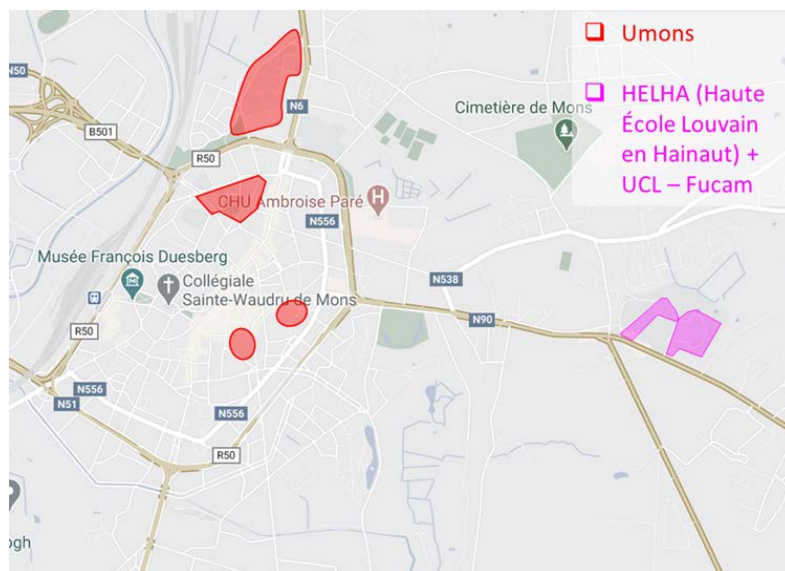 Umons
HELHA (Haute
École Louvain
en Hainaut) +
UCL – Fucam
N50
N6
Cimetière de Mons
B501
R50
CHU Ambroise Paré
H
N556
Musée François Duesberg
N538
Collégiale
Sainte-Waudru de Mons
R50
N90
N556
N51
N556
R50
ogh